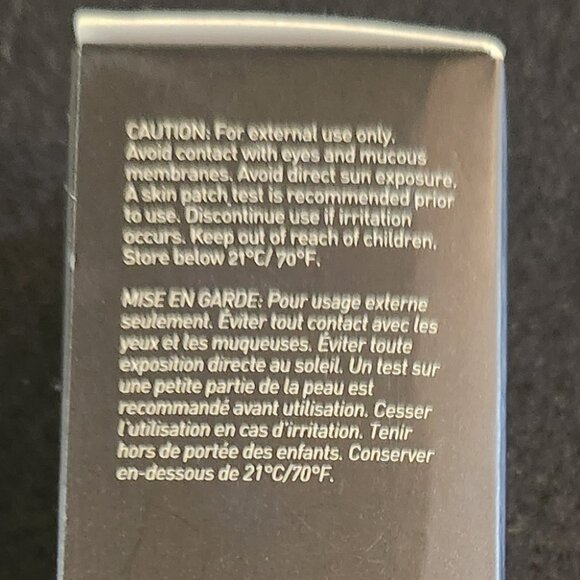 CAUTION: For external use only.
Avoid contact with eyes and mucous
membranes. Avoid direct sun exposure.
A skin patch test is recommended prior
to use. Discontinue use if irritation
occurs. Keep out of reach of children.
Store below 21°C/ 70°F.
MISE EN GARDE: Pour usage externe
seulement. Éviter tout contact avec les
yeux et les muqueuses. Éviter toute
exposition directe au soleil. Un test sur
une petite partie de la peau est
recommandé avant utilisation. Cesser
l'utilisation en cas d'irritation. Tenir
hors de portée des enfants. Conserver
en-dessous de 21°C/70°F.